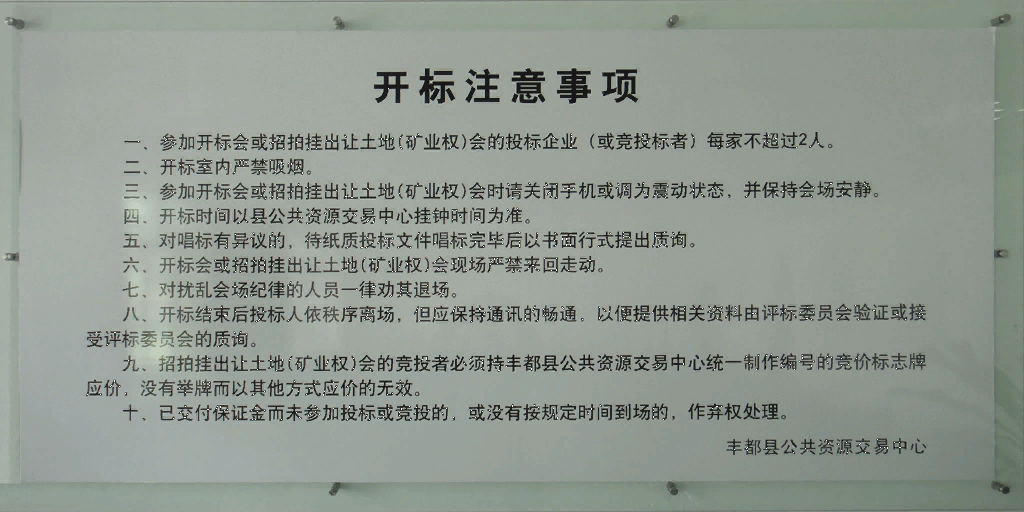 开标注意事项
一、参加开标会或招拍挂出让土地(矿业权)会的投标企业（或竞投标者）每家不超过2人。
二、开标室内严禁吸烟。
三、参加开标会或招拍挂出让土地(矿业权)会时请关闭手机或调为震动状态，并保持会场安静。
四、开标时间以县公共资源交易中心挂钟时间为准。
五、对唱标有异议的，待纸质投标文件唱标完毕后以书面行式提出质询。
六、开标会或招拍挂出让土地(矿业权)会现场严禁来回走动。
七、对扰乱会场纪律的人员一律劝其退场。
八、开标结束后投标人依秩序离场，但应保持通讯的畅通，以便提供相关资料由评标委员会验证或接
受评标委员会的质询。
九、招拍挂出让土地(矿业权)会的竞投者必须持丰都县公共资源交易中心统一制作编号的竞价标志牌
应价，没有举牌而以其他方式应价的无效。
十、已交付保证金而未参加投标或竞投的，或没有按规定时间到场的，作弃权处理。
丰都县公共资源交易中心